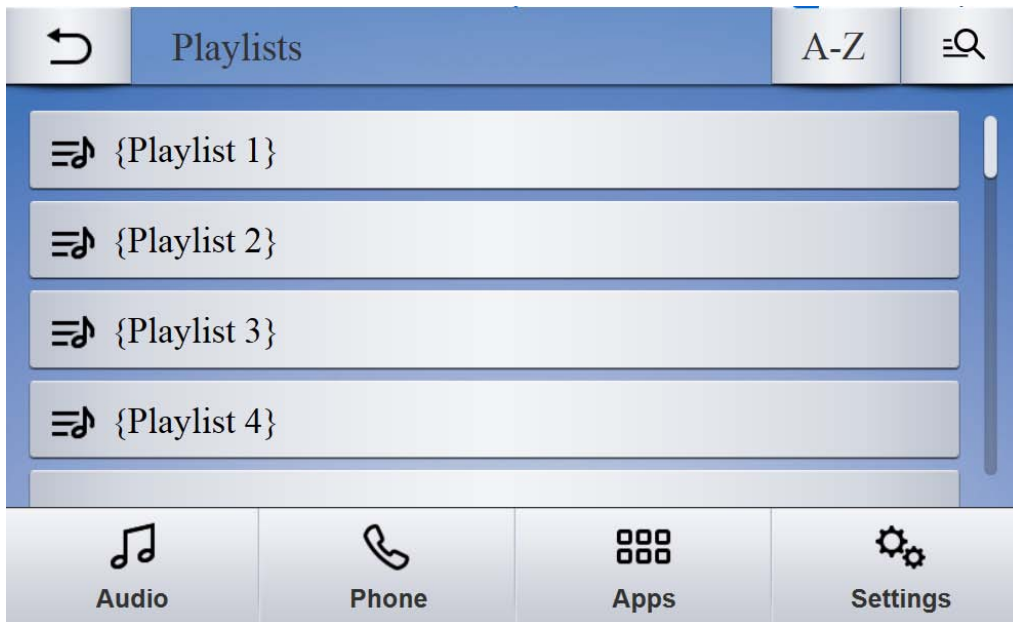 Playlists A-Z
{Playlist 1}
{Playlist 2}
{Playlist 3}
{Playlist 4}
Audio Phone Apps Settings